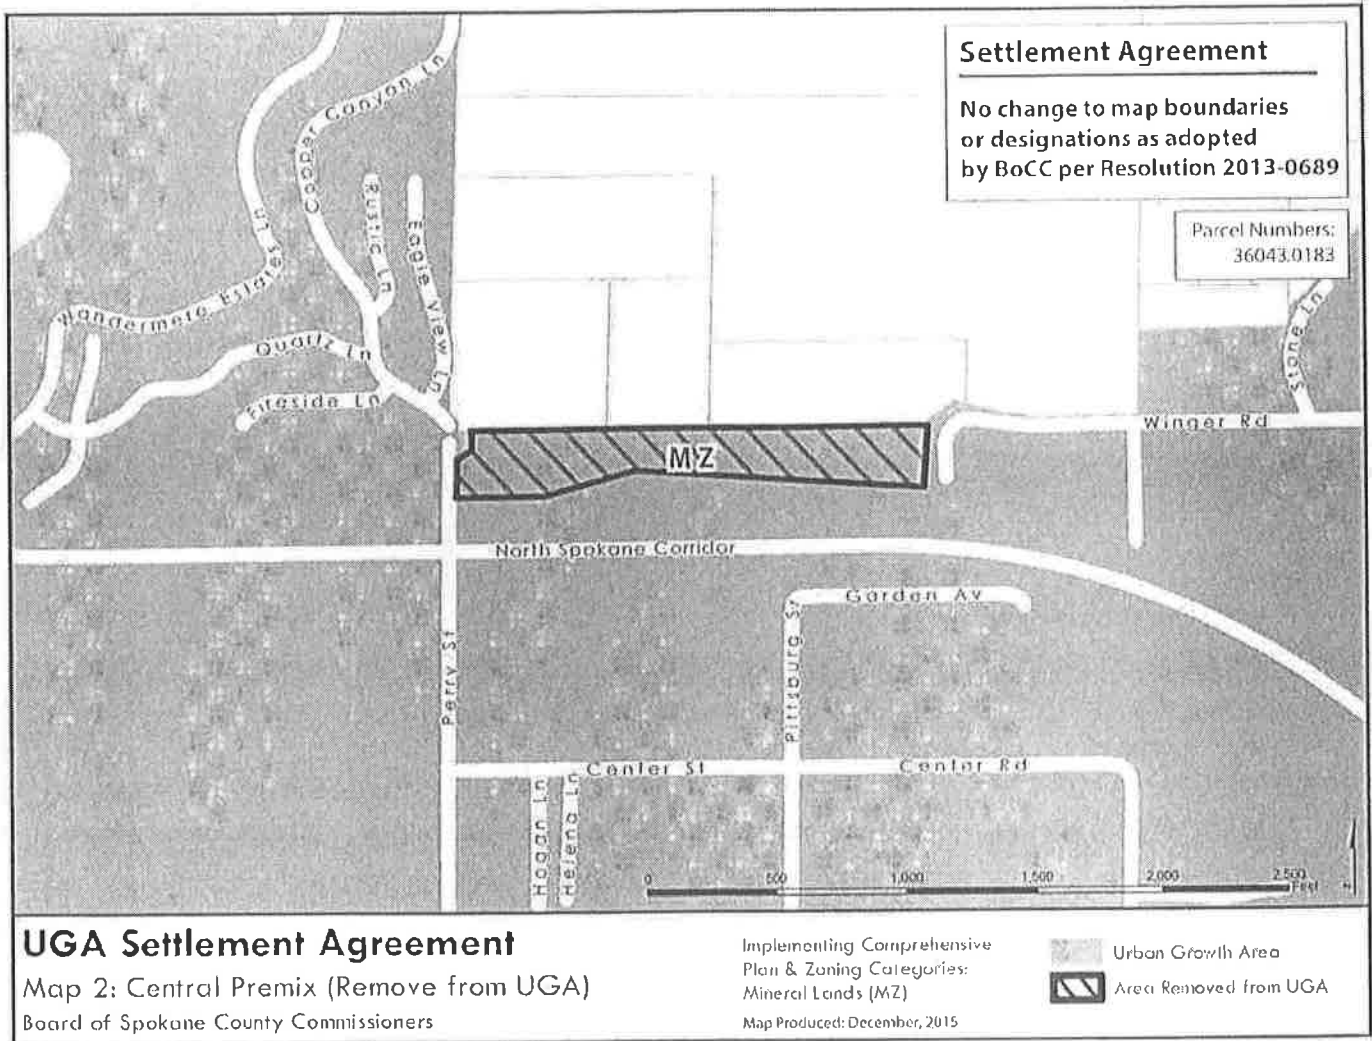 Settlement Agreement
No change to map boundaries
or designations as adopted
by BoCC per Resolution 2013-0689
Parcel Numbers:
36043.0183
Copper Canyon Ln
Rustic Ln
Eagle View Ln
Wandermere Estates Ln
Quartz Ln
Fireside Ln
Stone Ln
Winger Rd
MZ
North Spokane Corridor
Garden Av
Perry St
Pittsburg St
Center St
Center Rd
Hogan Ln
Helena Ln
0 500 1,000 1,500 2,000 2,500
Feet
N
UGA Settlement Agreement
Map 2: Central Premix (Remove from UGA)
Board of Spokane County Commissioners
Implementing Comprehensive
Plan & Zoning Categories:
Mineral Lands (MZ)
Map Produced: December, 2015
Urban Growth Area
Area Removed from UGA